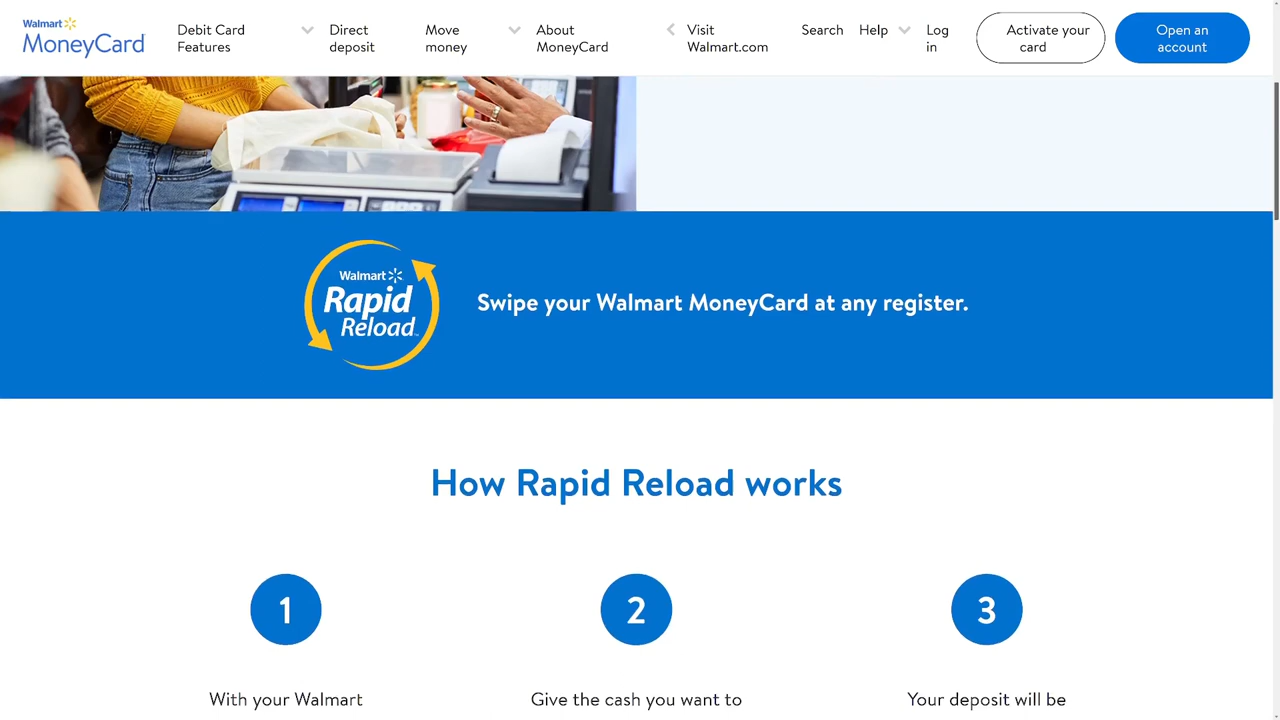 Walmart
MoneyCard
Debit Card
Features
Direct
deposit
Move
money
About
MoneyCard
Visit
Walmart.com
Search
Help
Log
in
Activate your
card
Open an
account
Walmart
Rapid
Reload
Swipe your Walmart MoneyCard at any register.
How Rapid Reload works
1
2
3
With your Walmart
Give the cash you want to
Your deposit will be